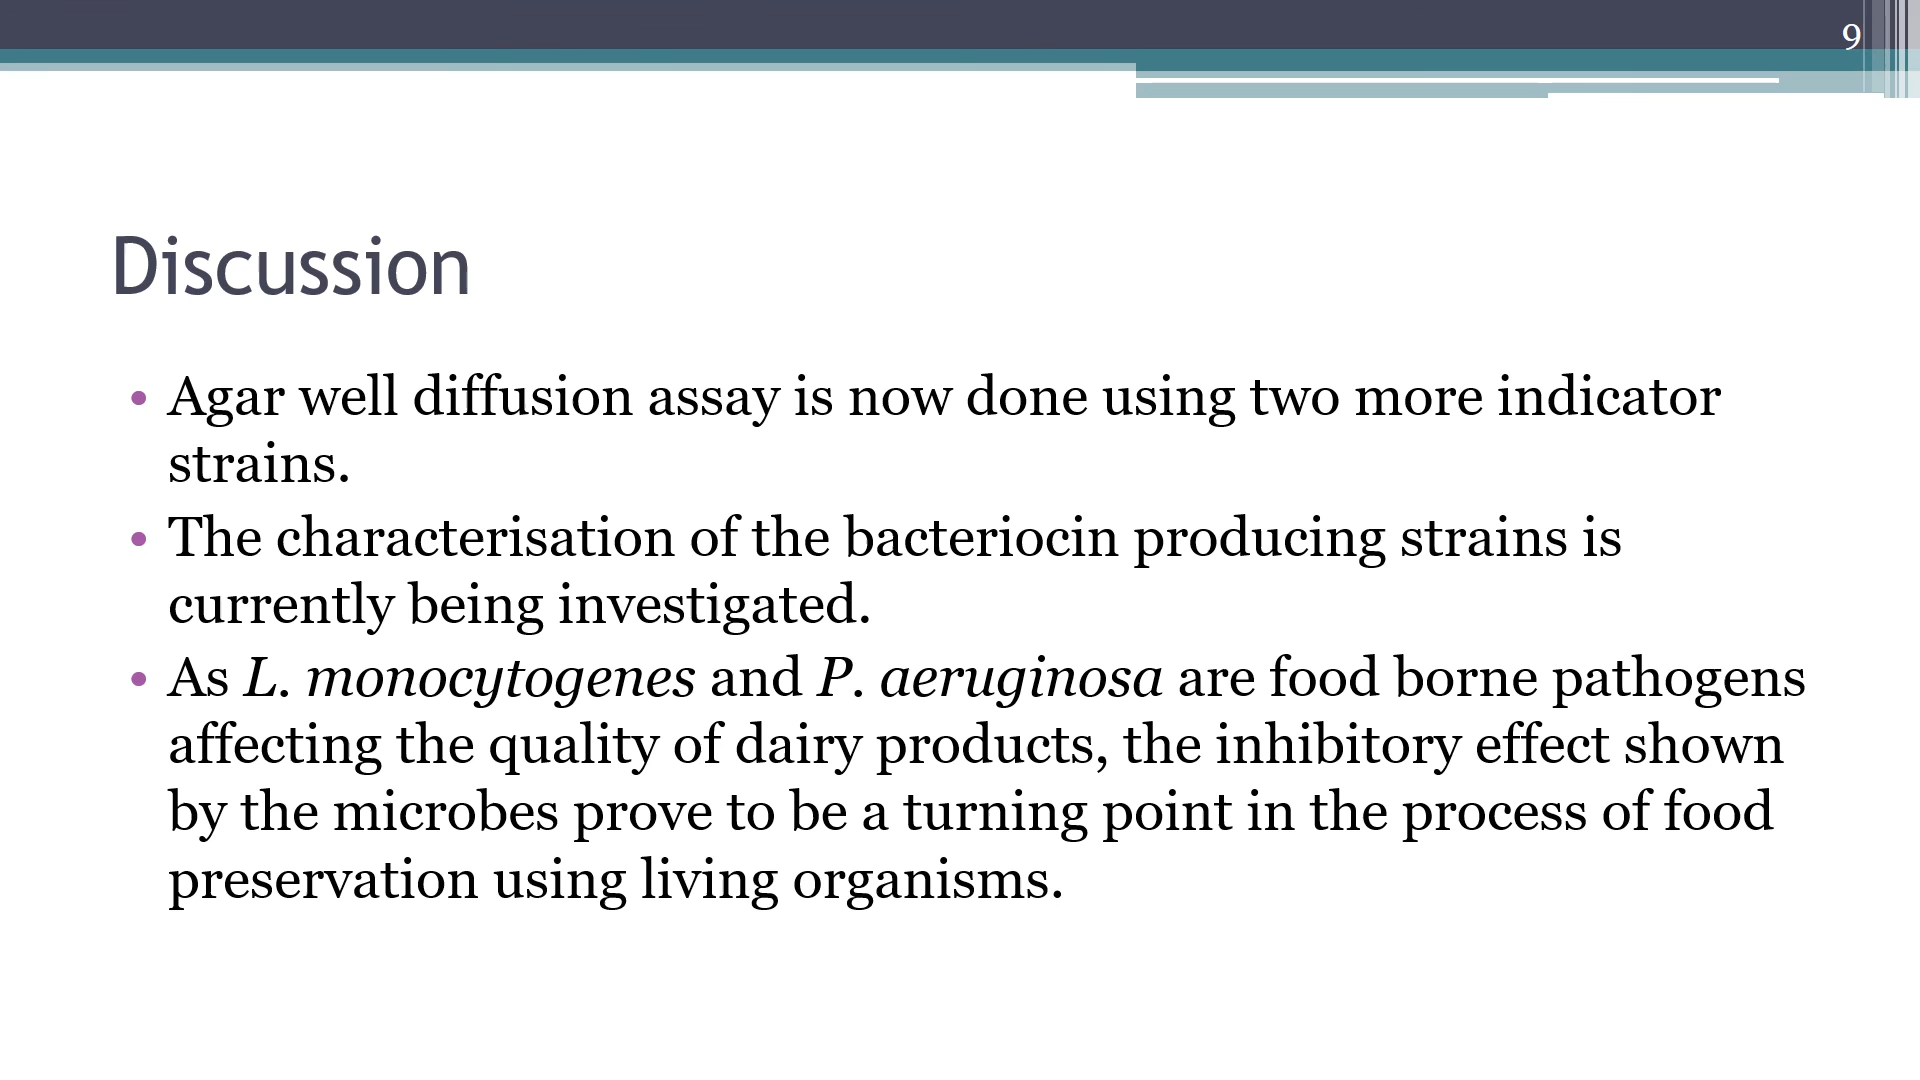 9
Discussion
• Agar well diffusion assay is now done using two more indicator
strains.
• The characterisation of the bacteriocin producing strains is
currently being investigated.
• As L. monocytogenes and P. aeruginosa are food borne pathogens
affecting the quality of dairy products, the inhibitory effect shown
by the microbes prove to be a turning point in the process of food
preservation using living organisms.